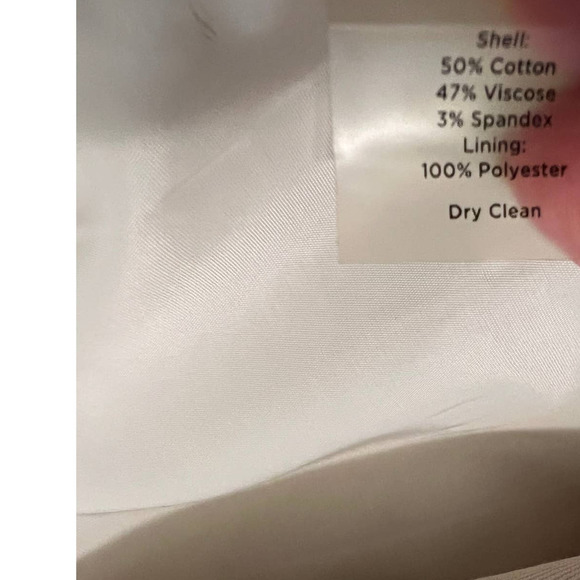 Shell:
50% Cotton
47% Viscose
3% Spandex
Lining:
100% Polyester
Dry Clean